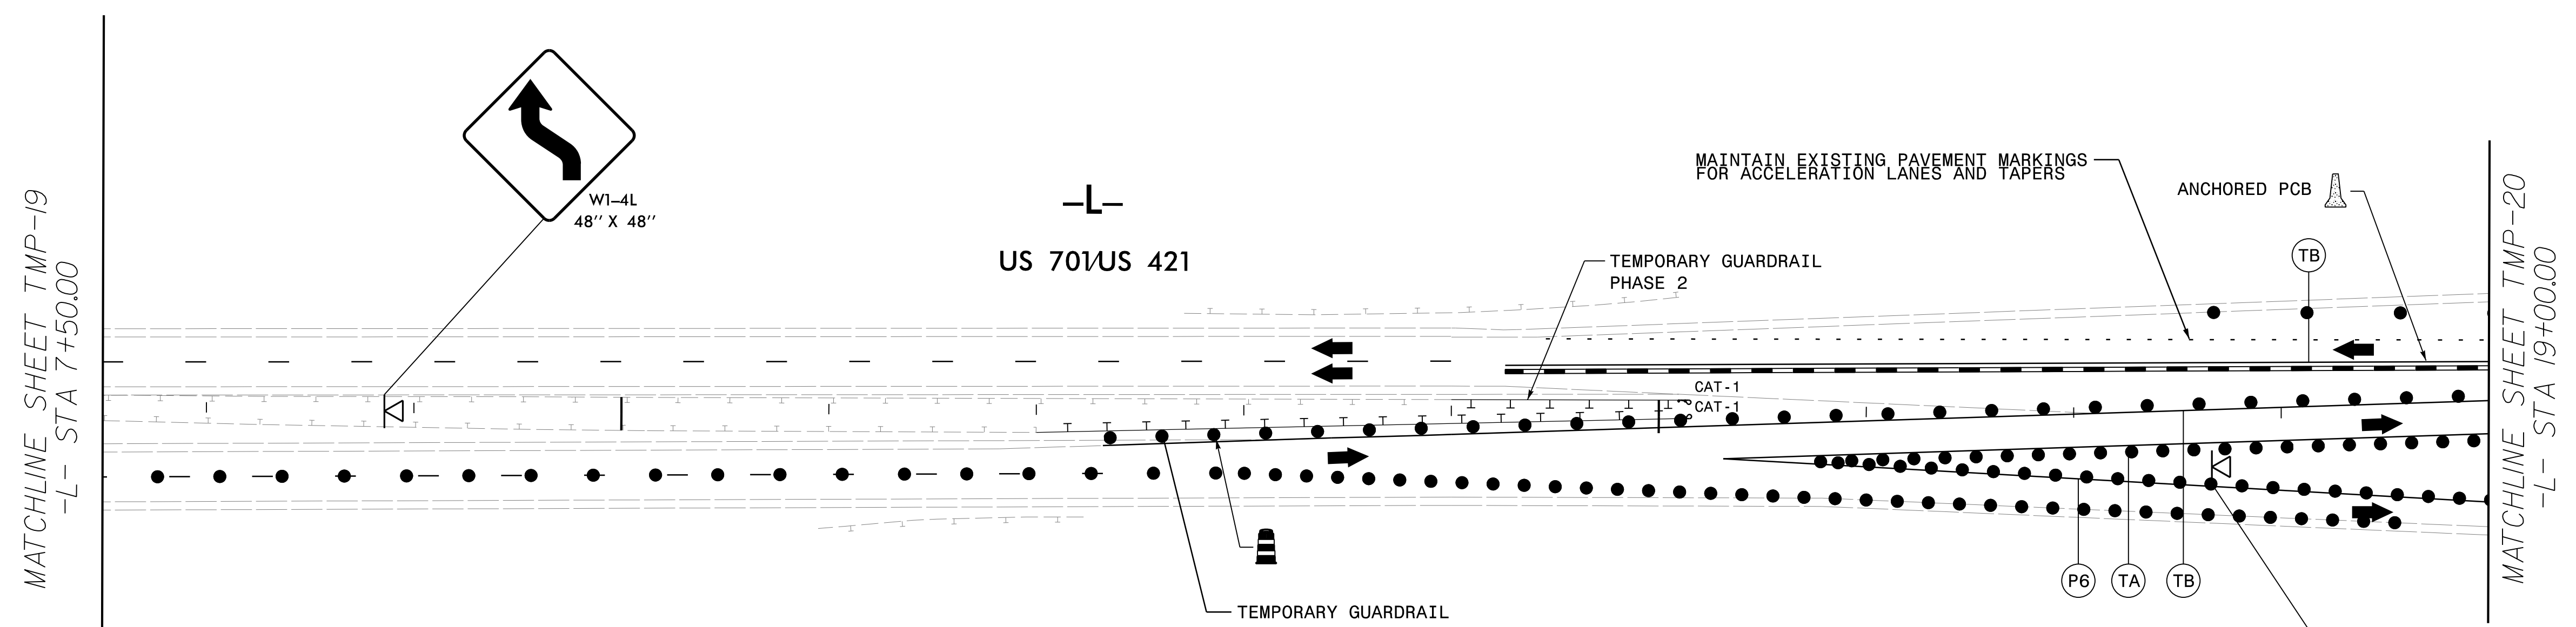 MATCHLINE SHEET TMP-19
-L- STA 7+50.00
W1-4L
48" X 48"
-L-
US 701/US 421
TEMPORARY GUARDRAIL
PHASE 2
MAINTAIN EXISTING PAVEMENT MARKINGS
FOR ACCELERATION LANES AND TAPERS
ANCHORED PCB
TB
CAT-1
CAT-1
P6
TA
TB
TEMPORARY GUARDRAIL
MATCHLINE SHEET TMP-20
-L- STA 19+00.00